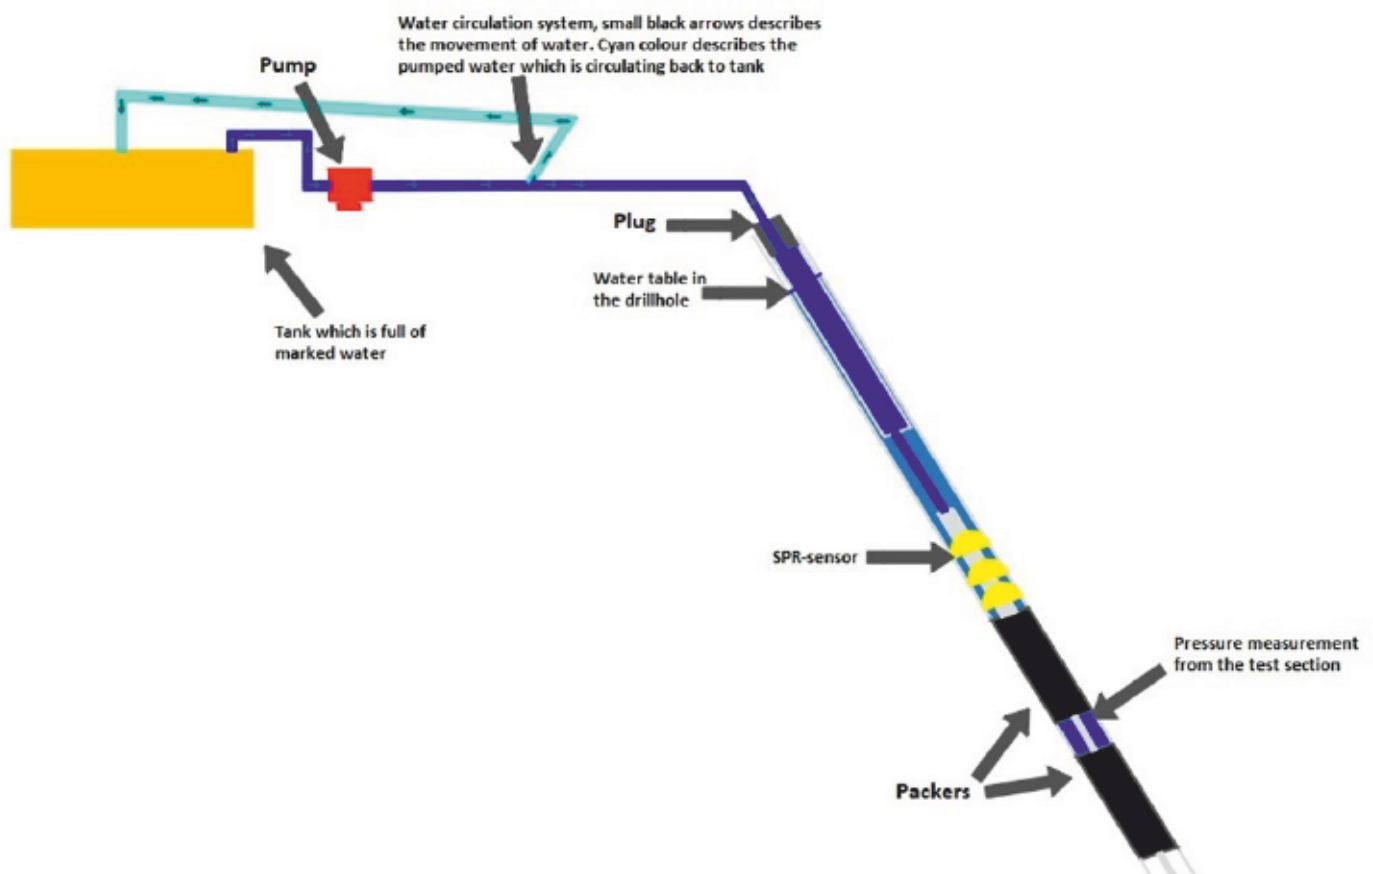 Water circulation system, small black arrows describes
the movement of water. Cyan colour describes the
pumped water which is circulating back to tank
Pump
Plug
Water table in
the drillhole
Tank which is full of
marked water
SPR-sensor
Pressure measurement
from the test section
Packers